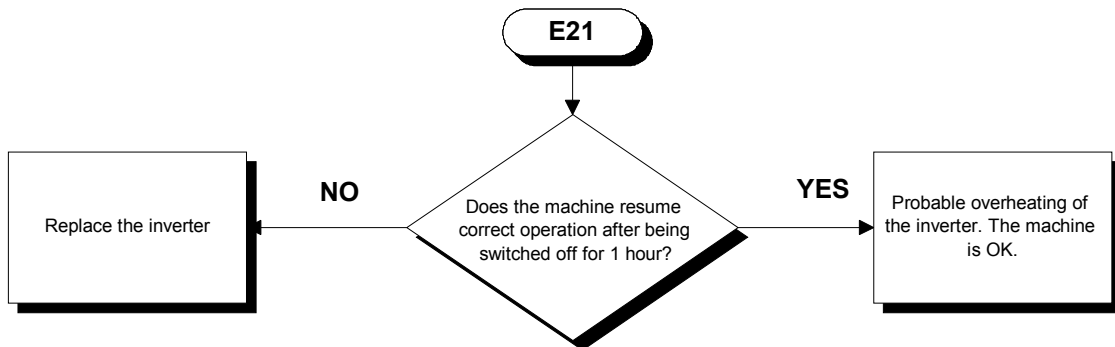 E21
NO
YES
Replace the inverter
Does the machine resume
correct operation after being
switched off for 1 hour?
Probable overheating of
the inverter. The machine
is OK.